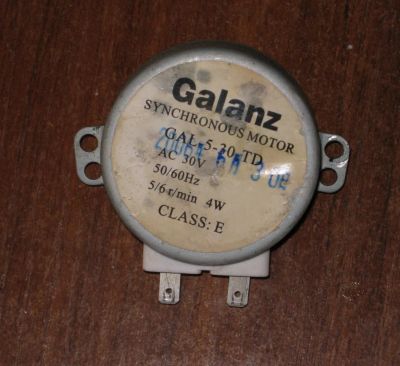 Galanz
SYNCHRONOUS MOTOR
GAL-5-30-TD
AC 30V
50/60Hz
5/6 r/min 4W
CLASS: E